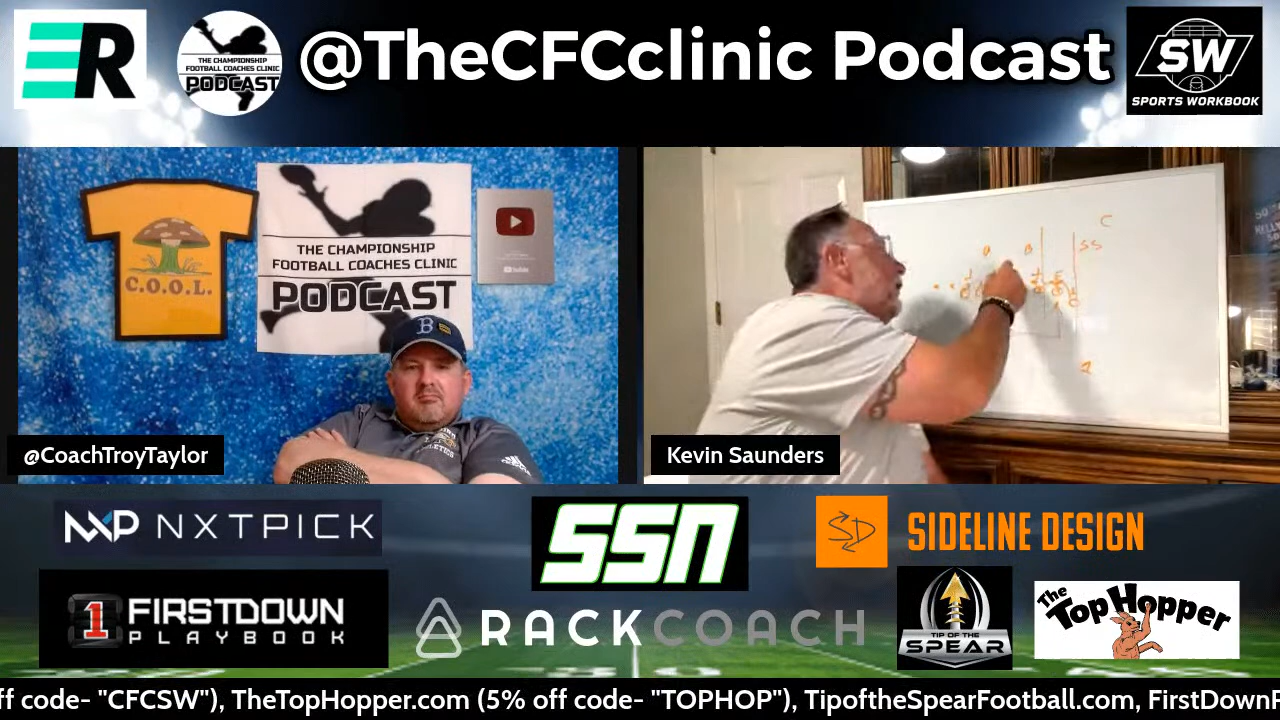 ER
THE CHAMPIONSHIP
FOOTBALL COACHES CLINIC
PODCAST
@TheCFCclinic Podcast
SW
SPORTS WORKBOOK
C.O.O.L.
THE CHAMPIONSHIP
FOOTBALL COACHES CLINIC
PODCAST
YouTube
B
@CoachTroyTaylor
Kevin Saunders
C
B
SS
NXP NXTPICK
SSN
SD SIDELINE DESIGN
1 FIRSTDOWN
PLAYBOOK
RACKCOACH
TIP OF THE
SPEAR
The TopHopper
ff code- "CFCSW"), TheTopHopper.com (5% off code- "TOPHOP"), TipoftheSpearFootball.com, FirstDownP